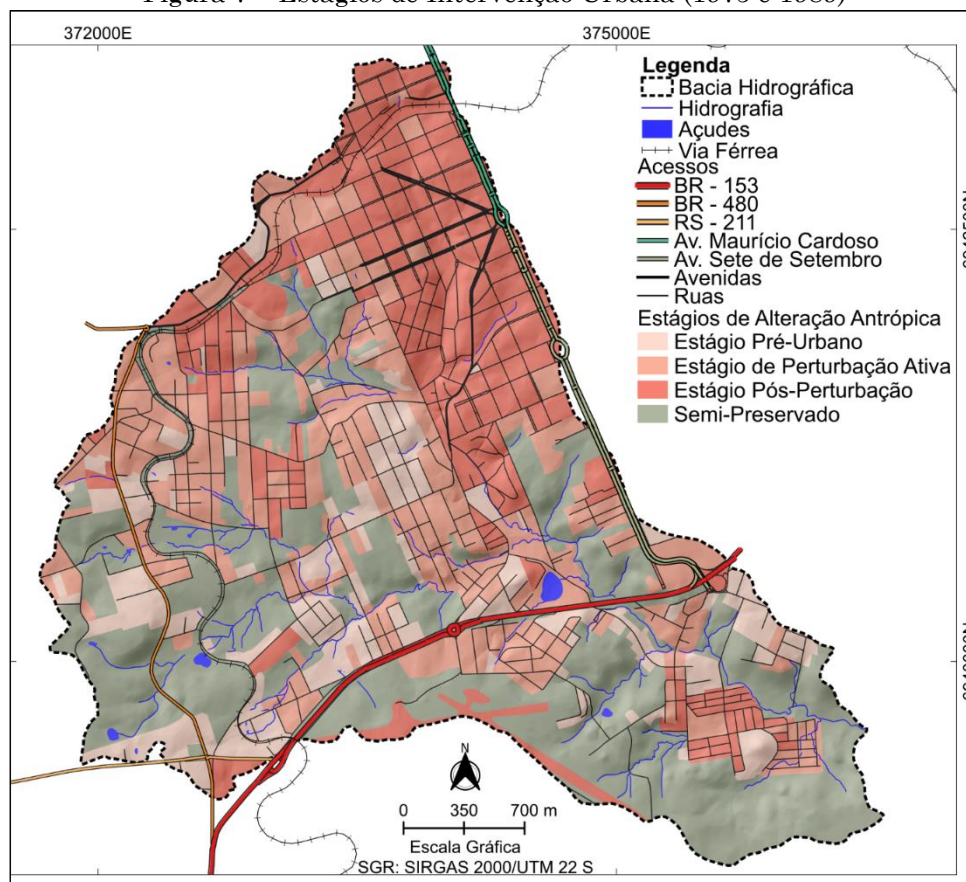 372000E
375000E
Legenda
Bacia Hidrográfica
Hidrografia
Açudes
Via Férrea
Acessos
BR - 153
BR - 480
RS - 211
Av. Maurício Cardoso
Av. Sete de Setembro
Avenidas
Ruas
Estágios de Alteração Antrópica
Estágio Pré-Urbano
Estágio de Perturbação Ativa
Estágio Pós-Perturbação
Semi-Preservado
N
0 350 700 m
Escala Gráfica
SGR: SIRGAS 2000/UTM 22 S